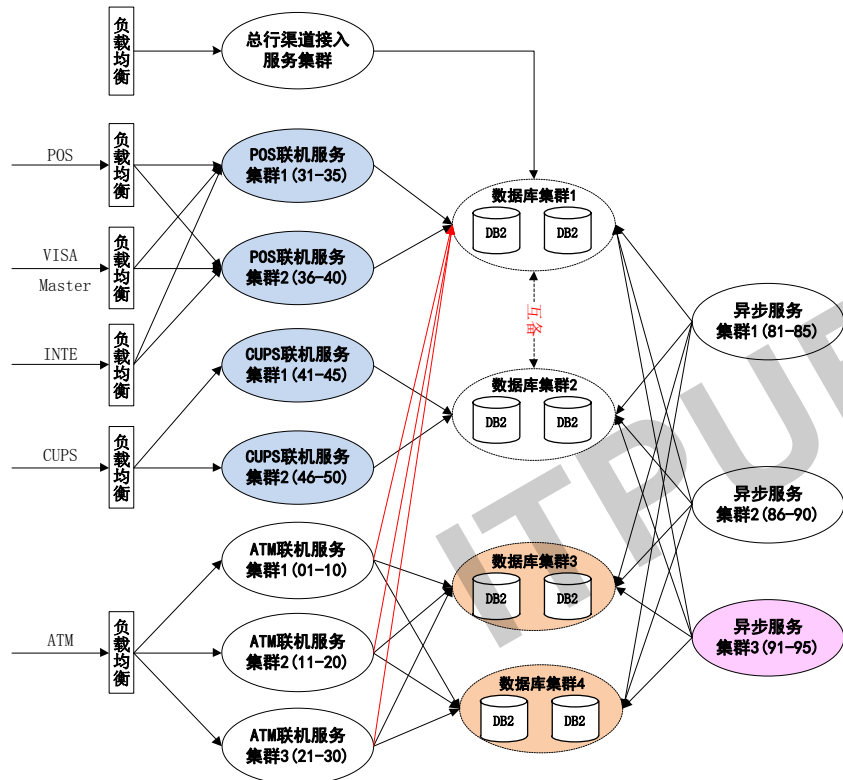 负载均衡
总行渠道接入
服务集群
POS
负载均衡
POS联机服务
集群1(31-35)
数据库集群1
DB2
DB2
VISA
Master
负载均衡
POS联机服务
集群2(36-40)
互备
异步服务
集群1(81-85)
INTE
负载均衡
CUPS联机服务
集群1(41-45)
数据库集群2
DB2
DB2
CUPS
负载均衡
CUPS联机服务
集群2(46-50)
异步服务
集群2(86-90)
ATM联机服务
集群1(01-10)
数据库集群3
DB2
DB2
ATM
负载均衡
ATM联机服务
集群2(11-20)
异步服务
集群3(91-95)
数据库集群4
DB2
DB2
ATM联机服务
集群3(21-30)
ITPUB